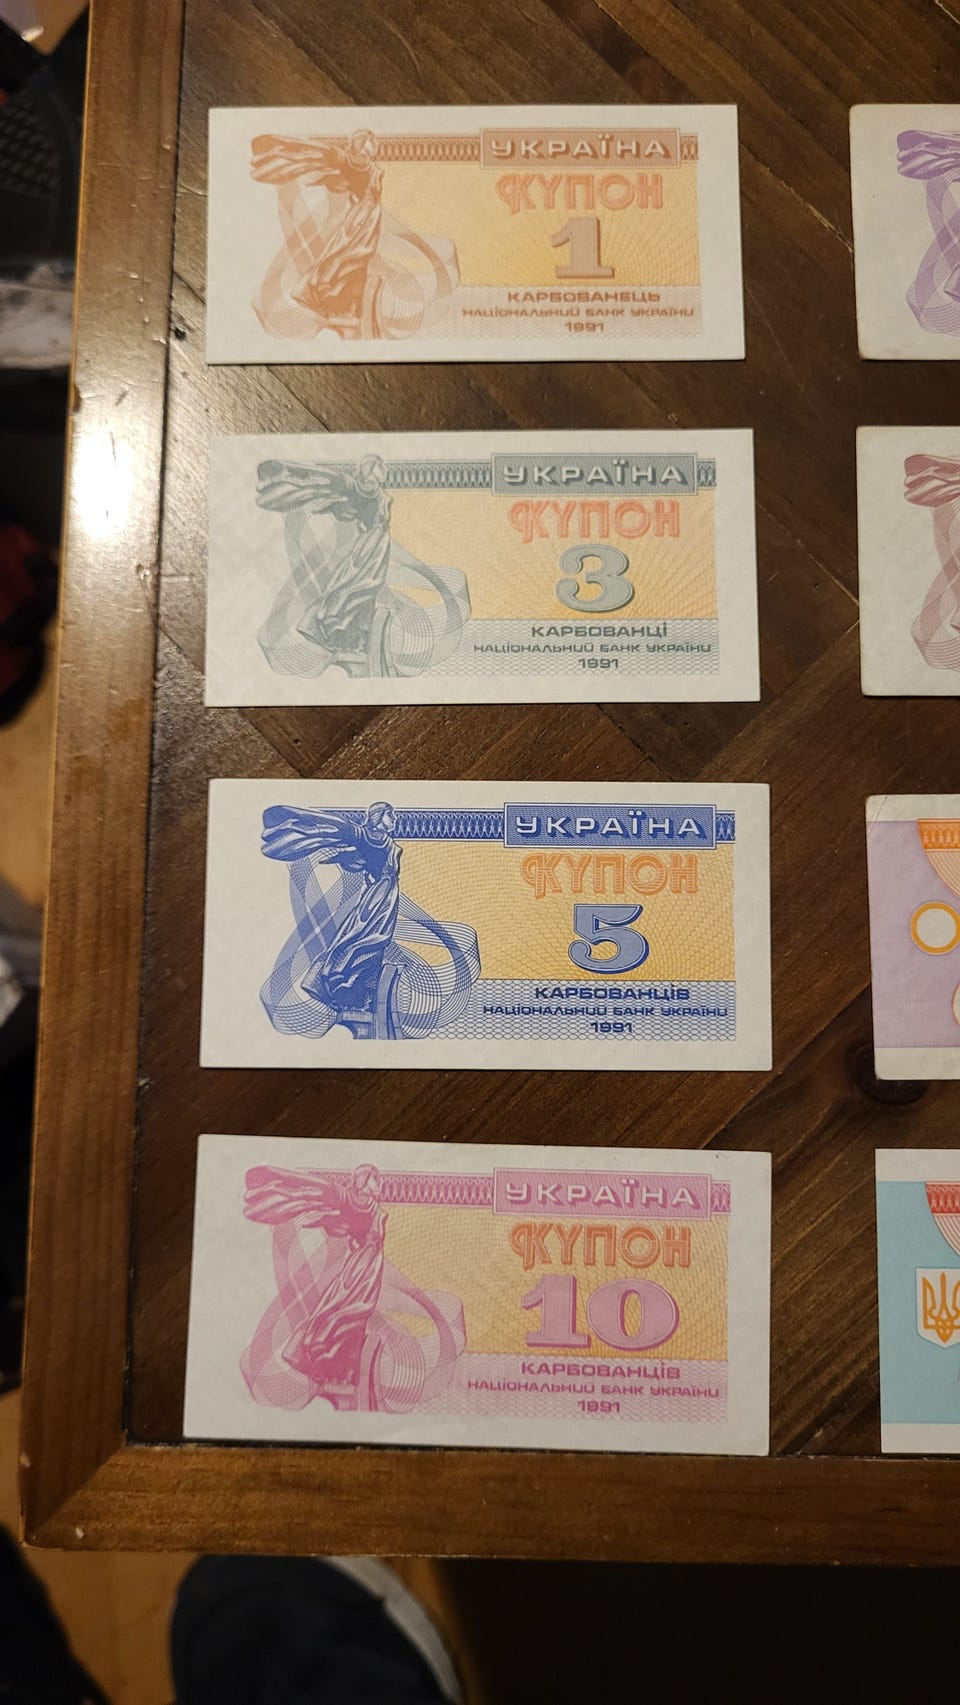 УКРАЇНА
КУПОН
1
КАРБОВАНЕЦЬ
НАЦІОНАЛЬНИЙ БАНК УКРАЇНИ
1991
УКРАЇНА
КУПОН
3
КАРБОВАНЦІ
НАЦІОНАЛЬНИЙ БАНК УКРАЇНИ
1991
УКРАЇНА
КУПОН
5
КАРБОВАНЦІВ
НАЦІОНАЛЬНИЙ БАНК УКРАЇНИ
1991
УКРАЇНА
КУПОН
10
КАРБОВАНЦІВ
НАЦІОНАЛЬНИЙ БАНК УКРАЇНИ
1991